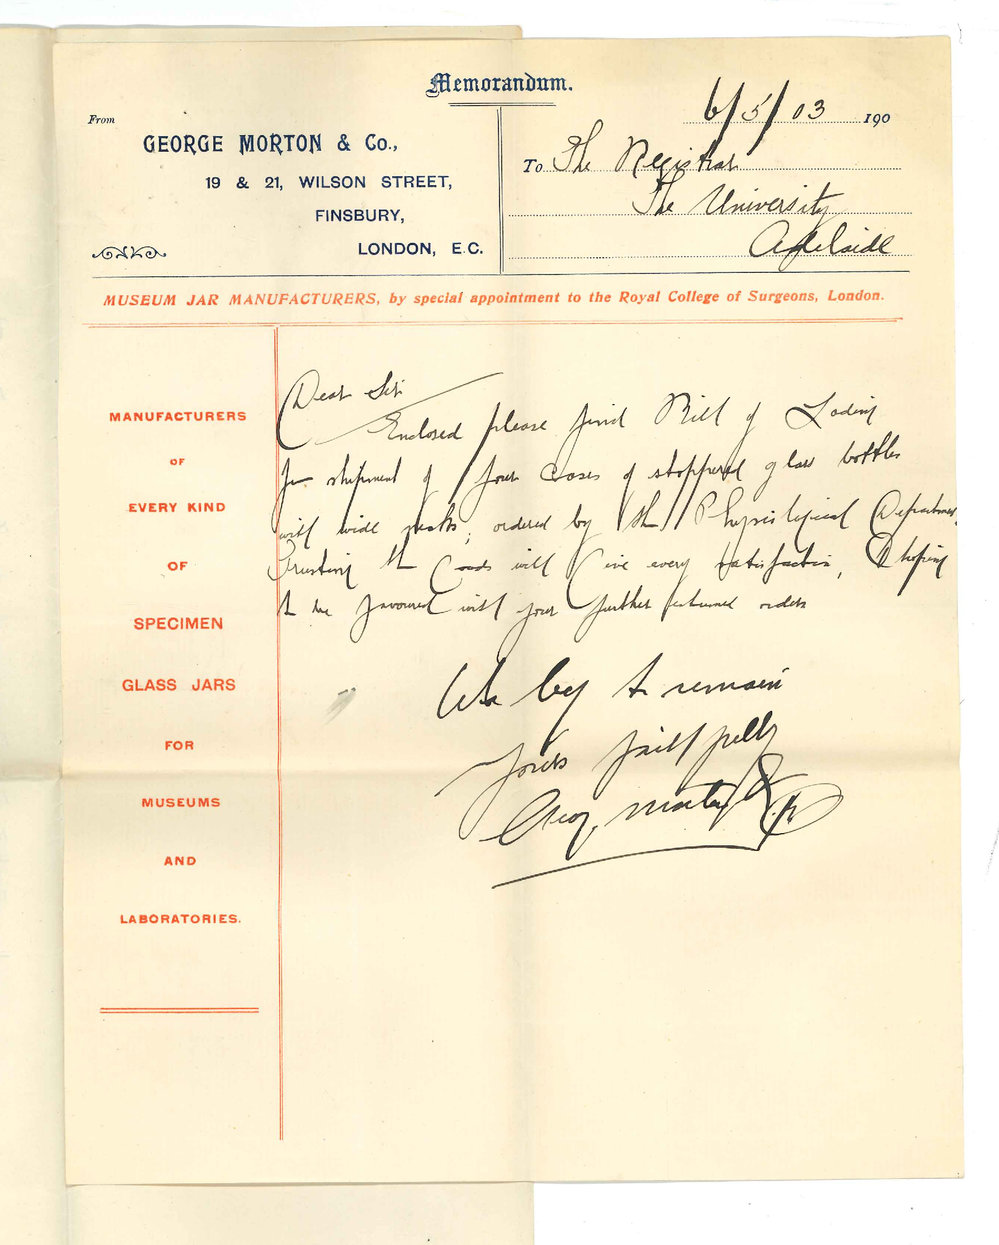 Memorandum.
6/5/03 190
From
GEORGE MORTON & Co.,
19 & 21, WILSON STREET,
FINSBURY,
LONDON, E.C.
To The Registrar
The University
Adelaide
MUSEUM JAR MANUFACTURERS, by special appointment to the Royal College of Surgeons, London.
MANUFACTURERS
OF
EVERY KIND
OF
SPECIMEN
GLASS JARS
FOR
MUSEUMS
AND
LABORATORIES.
Dear Sir
Enclosed please find Bill of Lading
for shipment of four cases of stoppered glass bottles
with wide necks, ordered by the Physiological Department.
Trusting the Goods will Give every satisfaction, & hoping
to be favoured with your further esteemed orders
We beg to remain
Yours faithfully
Geo. Morton & Co